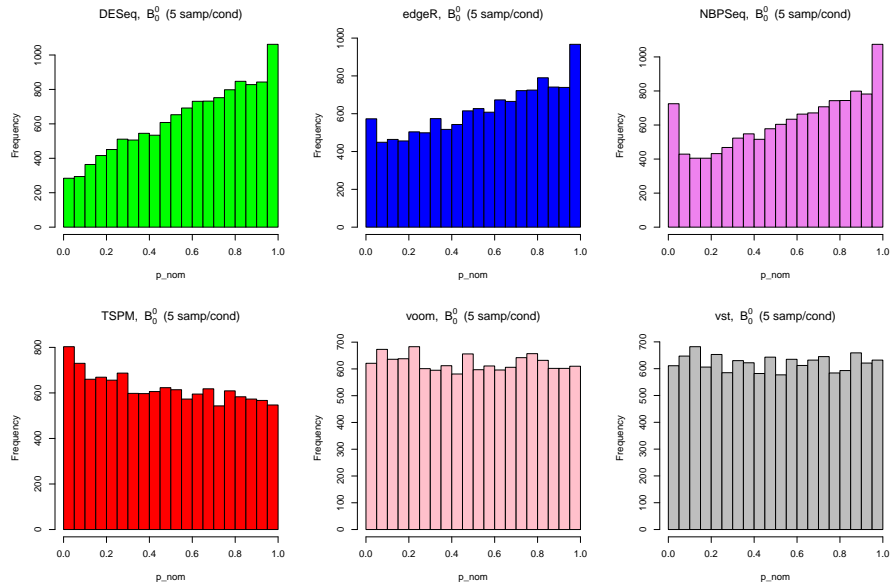 DESeq, B₀⁰ (5 samp/cond)
Frequency
0 200 400 600 800 1000
0.0 0.2 0.4 0.6 0.8 1.0
p_nom
edgeR, B₀⁰ (5 samp/cond)
Frequency
0 200 400 600 800 1000
0.0 0.2 0.4 0.6 0.8 1.0
p_nom
NBPSeq, B₀⁰ (5 samp/cond)
Frequency
0 200 400 600 800 1000
0.0 0.2 0.4 0.6 0.8 1.0
p_nom
TSPM, B₀⁰ (5 samp/cond)
Frequency
0 200 400 600 800
0.0 0.2 0.4 0.6 0.8 1.0
p_nom
voom, B₀⁰ (5 samp/cond)
Frequency
0 100 200 300 400 500 600 700
0.0 0.2 0.4 0.6 0.8 1.0
p_nom
vst, B₀⁰ (5 samp/cond)
Frequency
0 100 200 300 400 500 600 700
0.0 0.2 0.4 0.6 0.8 1.0
p_nom